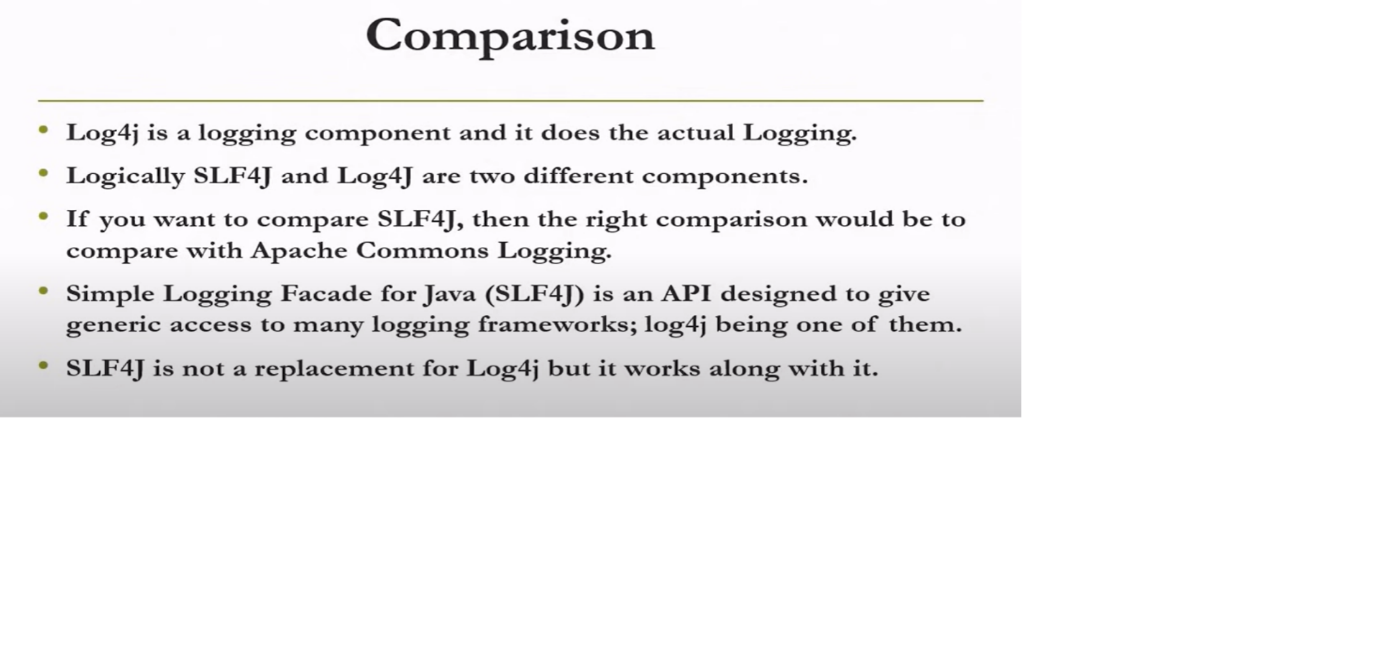 Comparison
• Log4j is a logging component and it does the actual Logging.
• Logically SLF4J and Log4J are two different components.
• If you want to compare SLF4J, then the right comparison would be to
compare with Apache Commons Logging.
• Simple Logging Facade for Java (SLF4J) is an API designed to give
generic access to many logging frameworks; log4j being one of them.
• SLF4J is not a replacement for Log4j but it works along with it.